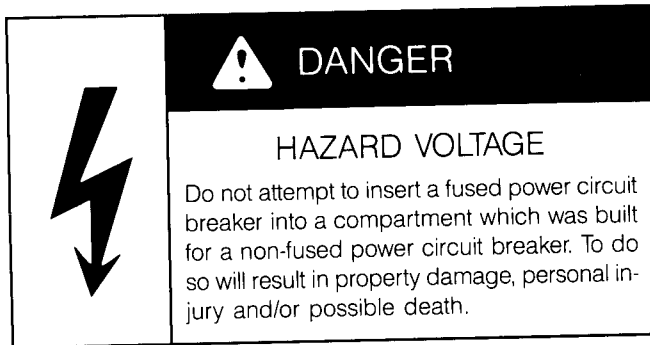 DANGER
HAZARD VOLTAGE
Do not attempt to insert a fused power circuit
breaker into a compartment which was built
for a non-fused power circuit breaker. To do
so will result in property damage, personal in-
jury and/or possible death.